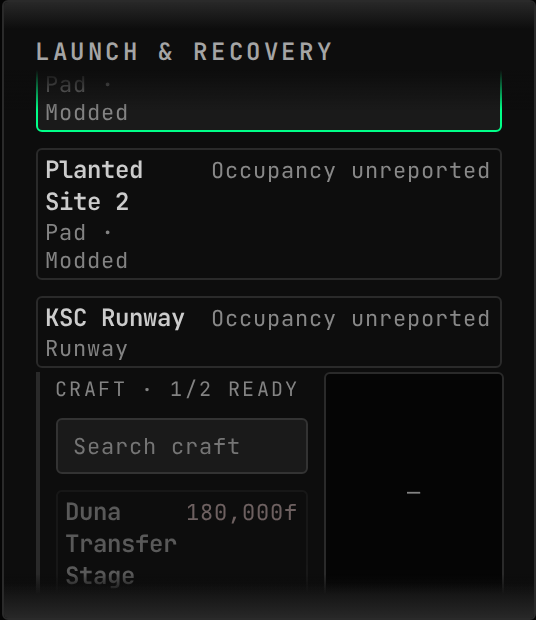 LAUNCH & RECOVERY
Pad ·
Modded
Planted
Site 2
Occupancy unreported
Pad ·
Modded
KSC Runway
Occupancy unreported
Runway
CRAFT · 1/2 READY
Search craft
Duna
Transfer
Stage
180,000f
—